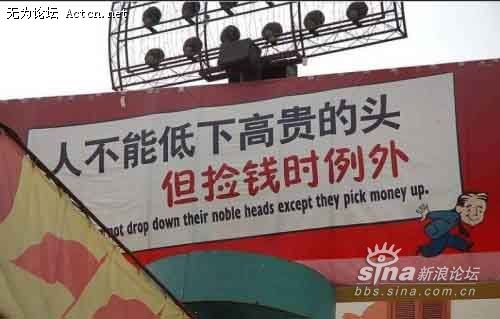 无为论坛 Actcn.net
人不能低下高贵的头
但捡钱时例外
not drop down their noble heads except they pick money up.
sina新浪论坛
bbs.sina.com.cn